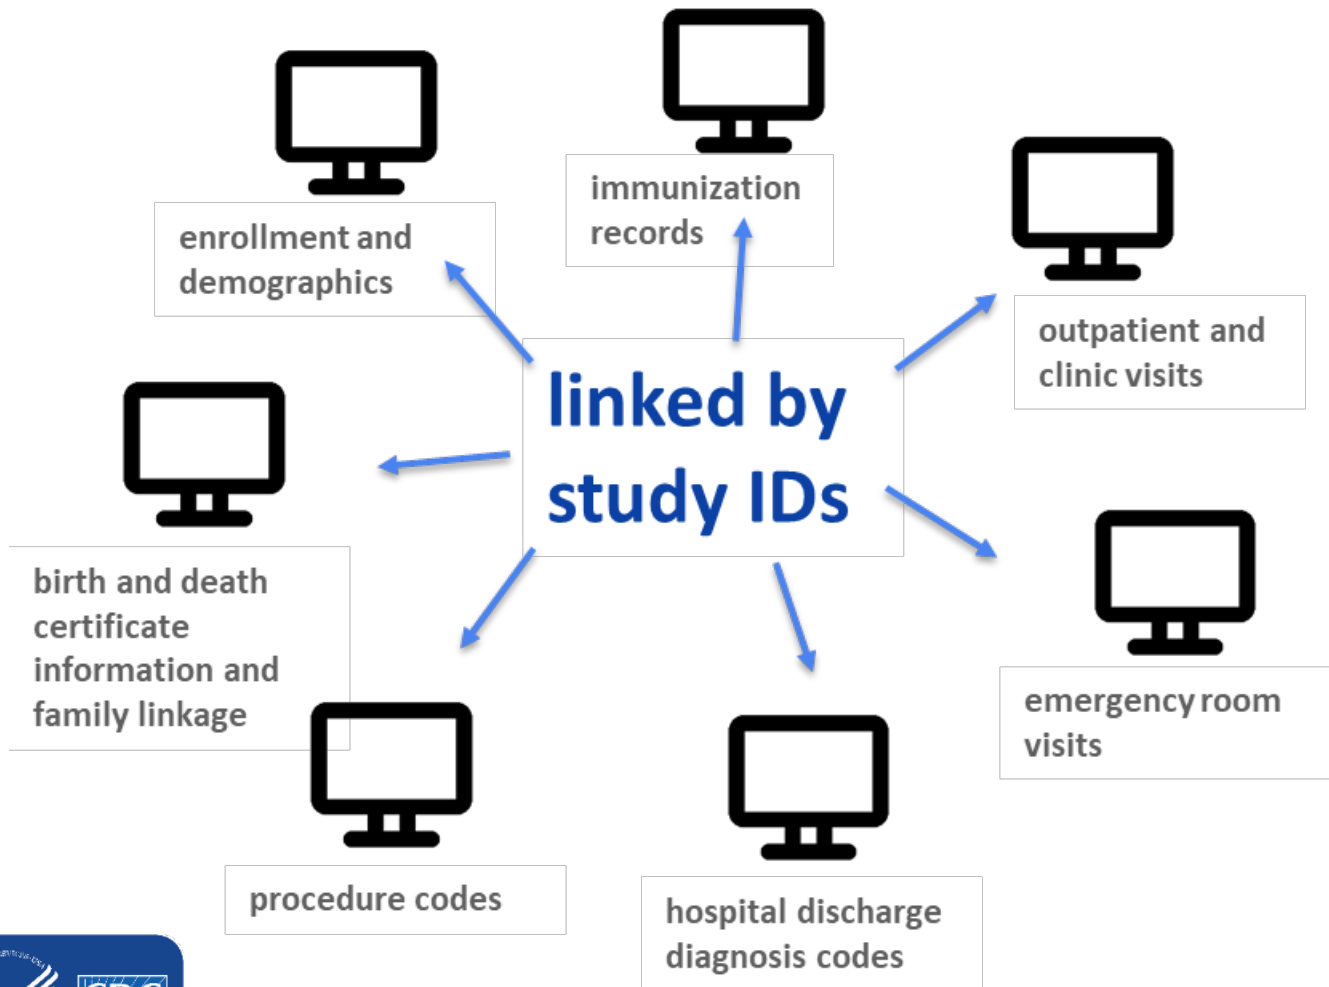 immunization
records
enrollment and
demographics
outpatient and
clinic visits
linked by
study IDs
birth and death
certificate
information and
family linkage
emergency room
visits
procedure codes
hospital discharge
diagnosis codes